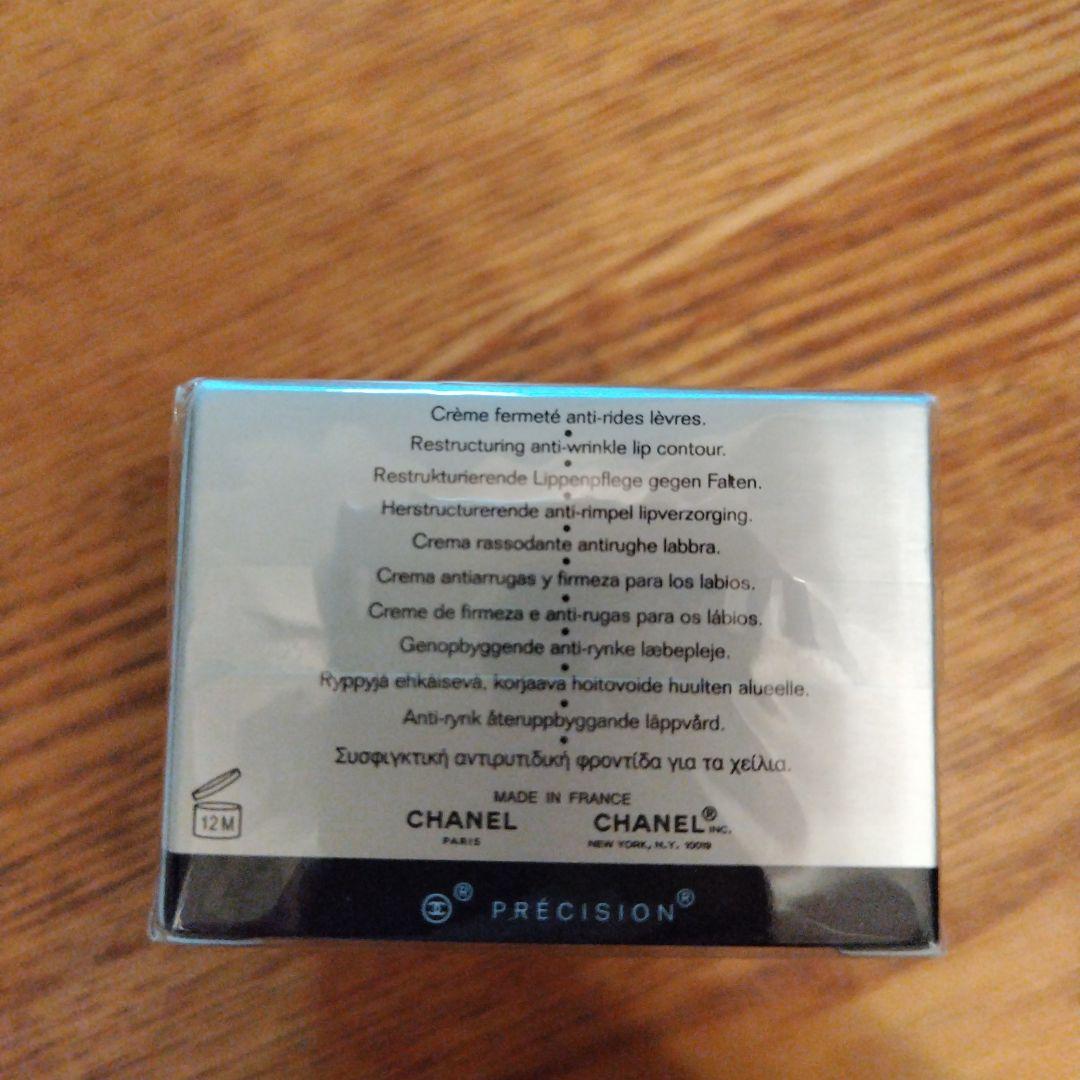 Crème fermeté anti-rides lèvres.
Restructuring anti-wrinkle lip contour.
Restrukturierende Lippenpflege gegen Falten.
Herstructurerende anti-rimpel lipverzorging.
Crema rassodante antirughe labbra.
Crema antiarrugas y firmeza para los labios.
Creme de firmeza e anti-rugas para os lábios.
Genopbyggende anti-rynke læbepleje.
Ryppyjä ehkäisevä, korjaava hoitovoide huulten alueelle.
Anti-rynk återuppbyggande läppvård.
Συσφιγκτική αντιρυτιδική φροντίδα για τα χείλια.
MADE IN FRANCE
CHANEL CHANEL® INC.
PARIS NEW YORK, N.Y. 10019
12 M
® PRÉCISION®